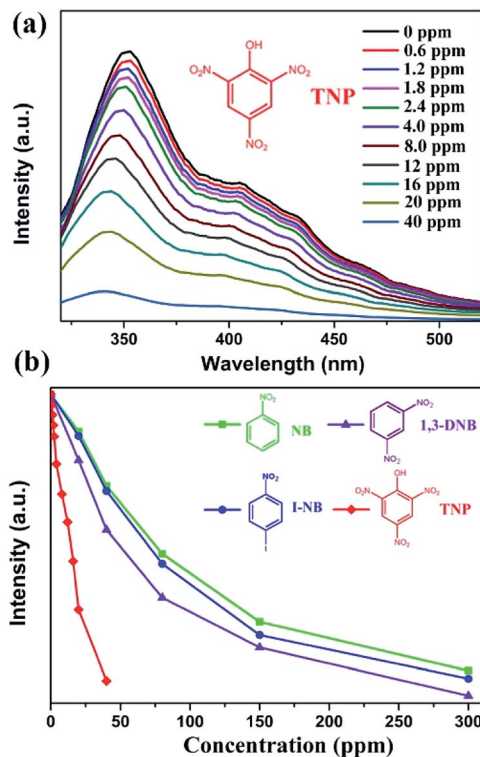 (a)
OH
O₂N
NO₂
NO₂
TNP
0 ppm
0.6 ppm
1.2 ppm
1.8 ppm
2.4 ppm
4.0 ppm
8.0 ppm
12 ppm
16 ppm
20 ppm
40 ppm
Intensity (a.u.)
350 400 450 500
Wavelength (nm)
(b)
NO₂
NB
NO₂
NO₂
1,3-DNB
NO₂
I
I-NB
OH
NO₂
NO₂
NO₂
TNP
Intensity (a.u.)
0 50 100 150 200 250 300
Concentration (ppm)